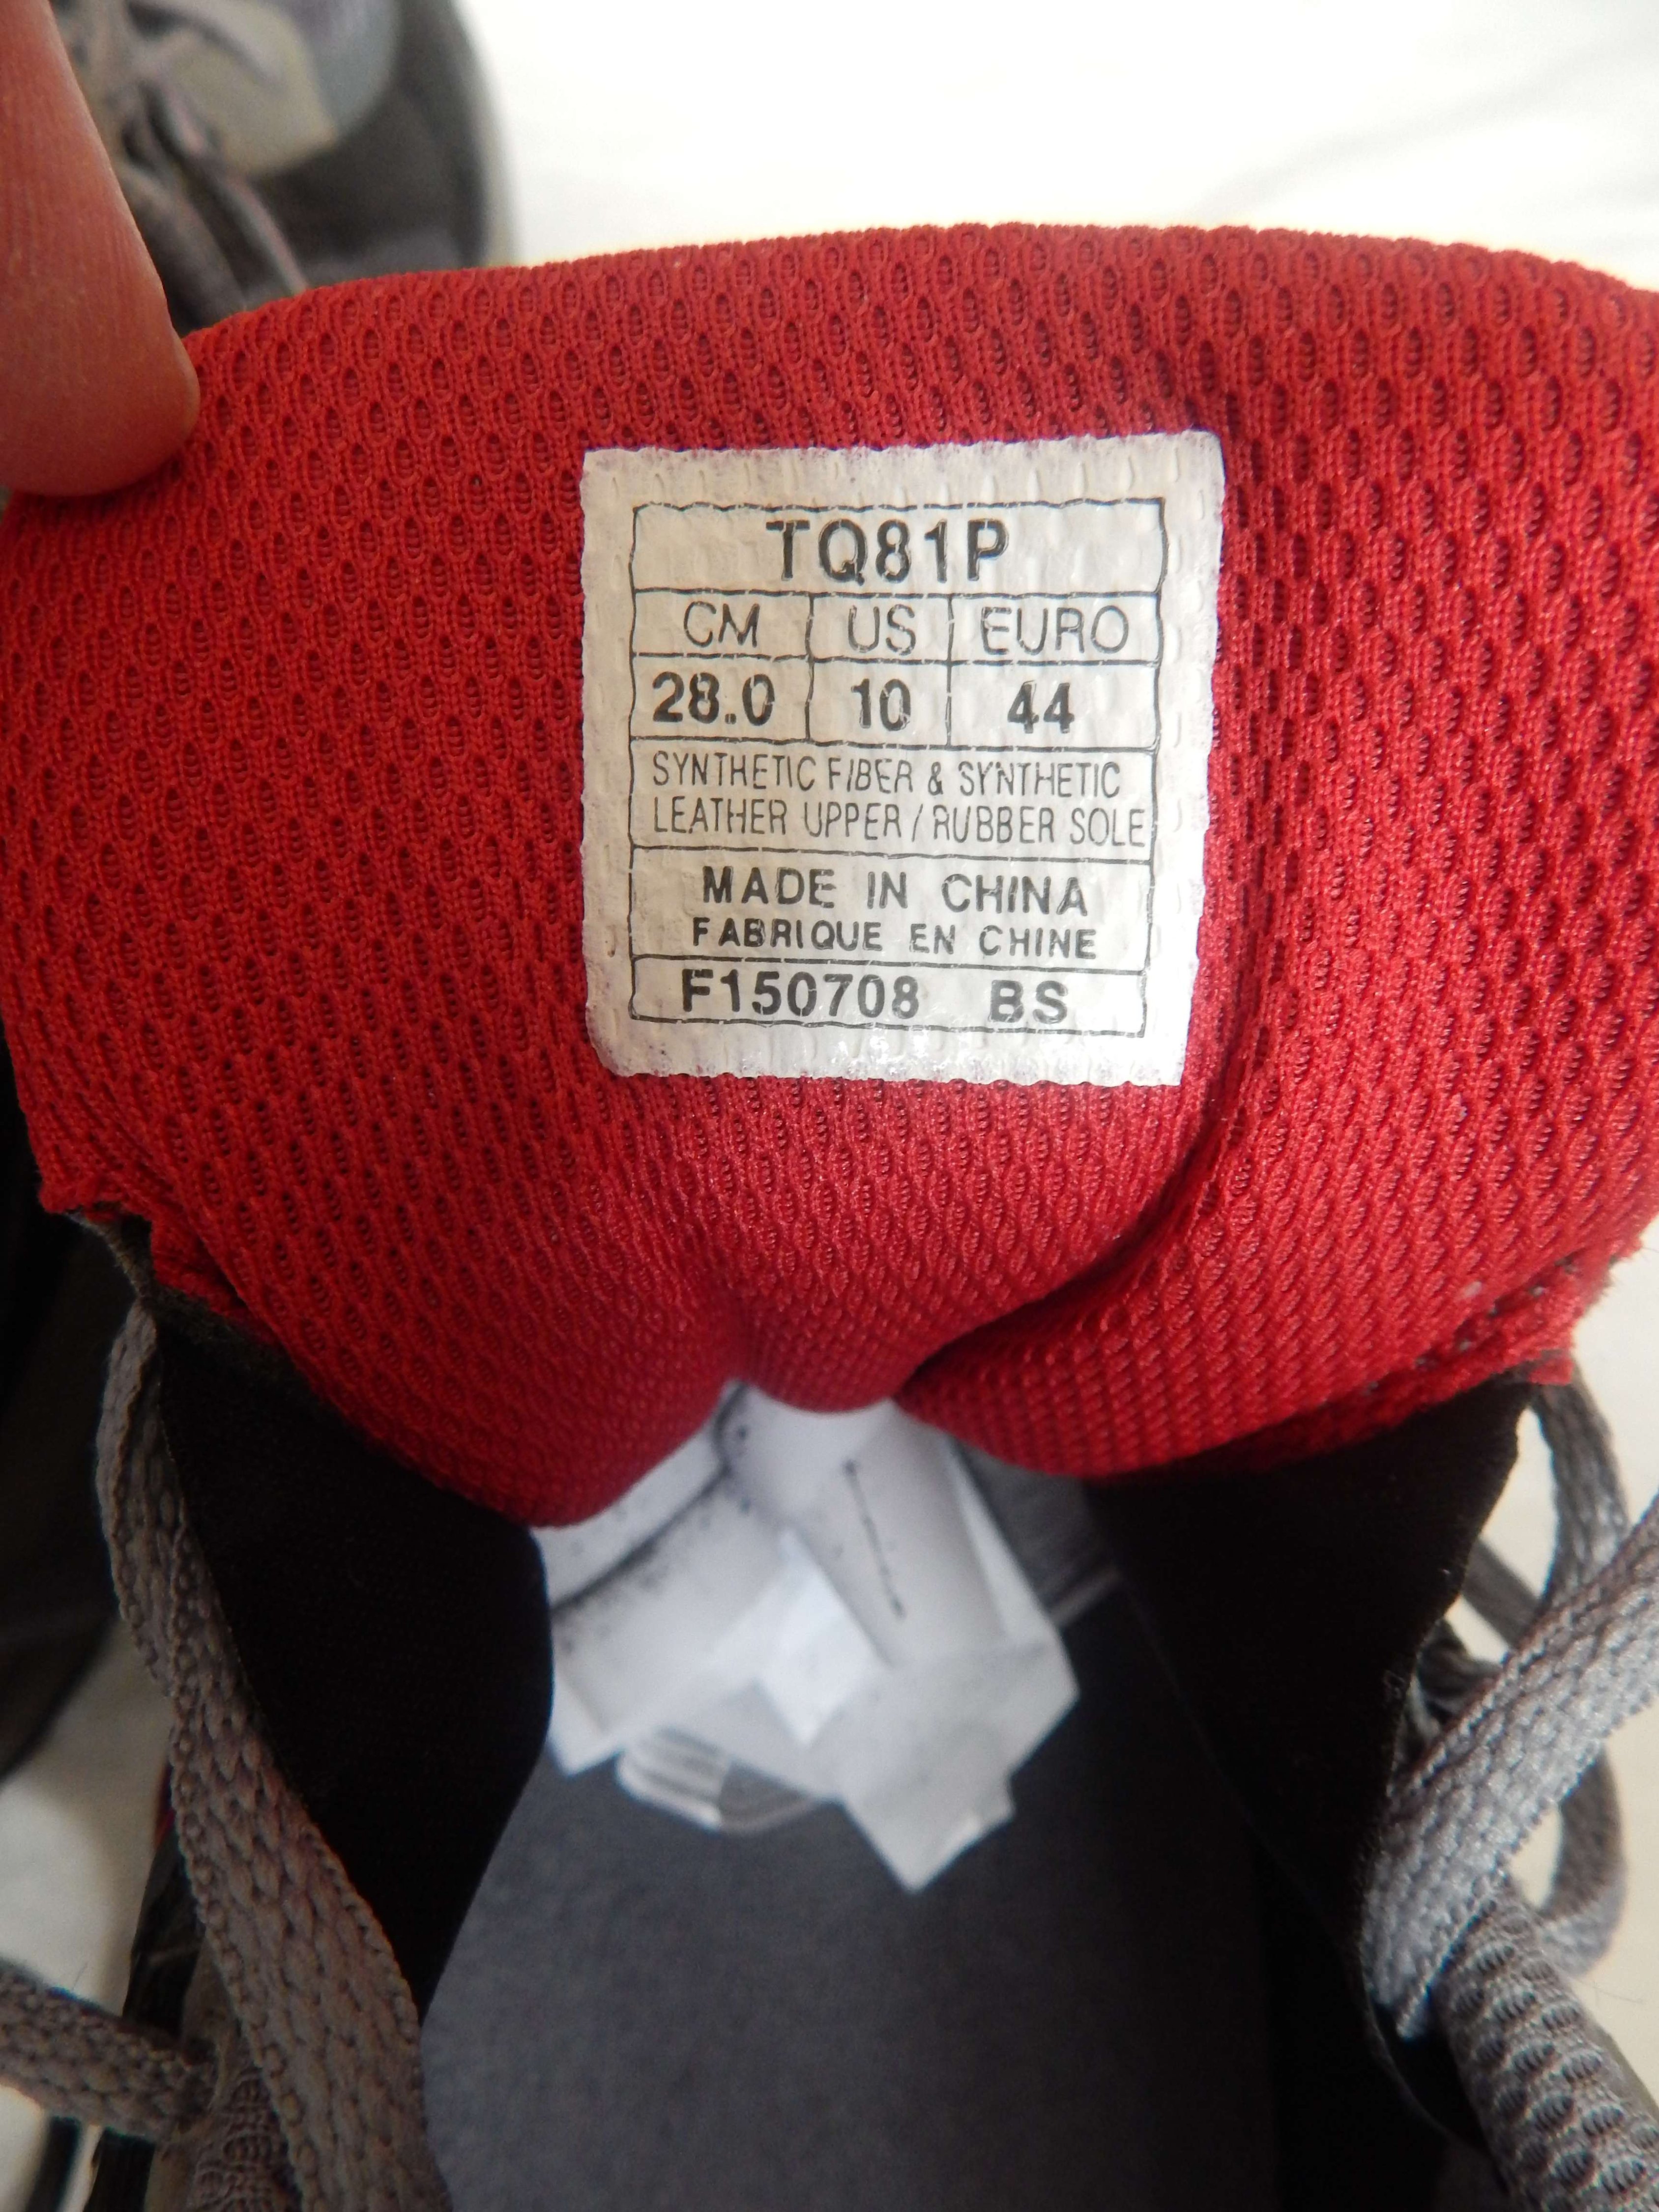 TQ81P
CM US EURO
28.0 10 44
SYNTHETIC FIBER & SYNTHETIC
LEATHER UPPER / RUBBER SOLE
MADE IN CHINA
FABRIQUE EN CHINE
F150708 BS